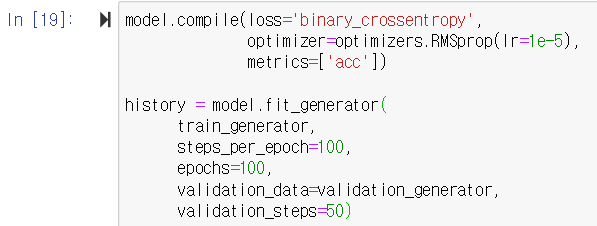 In [19]:
model.compile(loss='binary_crossentropy',
optimizer=optimizers.RMSprop(lr=1e-5),
metrics=['acc'])
history = model.fit_generator(
train_generator,
steps_per_epoch=100,
epochs=100,
validation_data=validation_generator,
validation_steps=50)